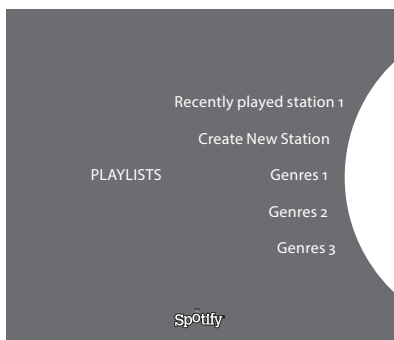 Recently played station 1
Create New Station
PLAYLISTS Genres 1
Genres 2
Genres 3
Spotify